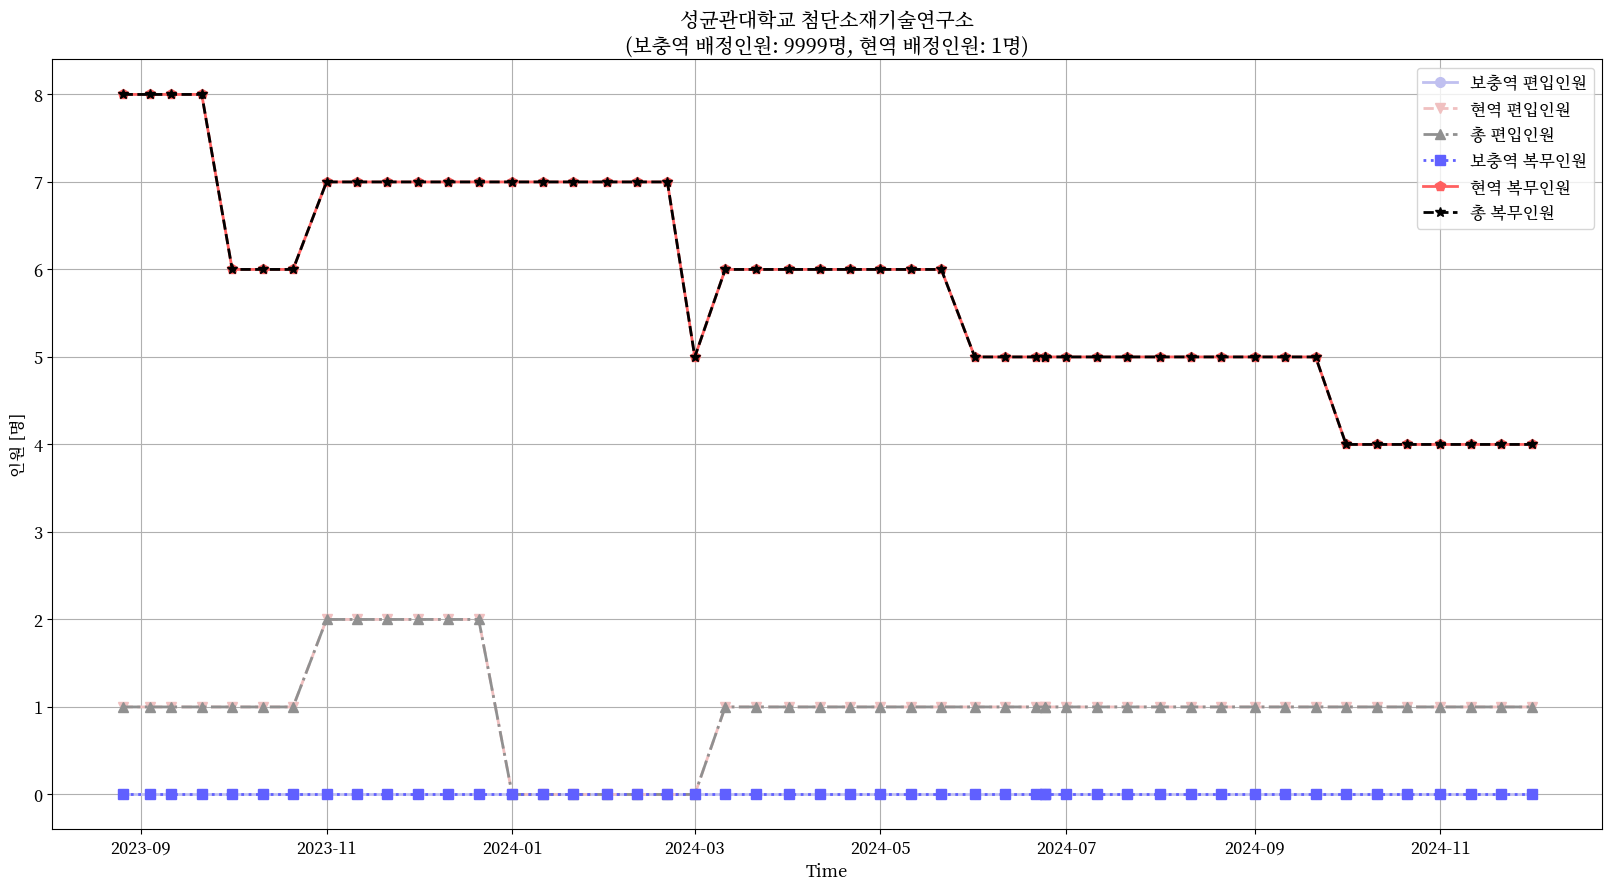 성균관대학교 첨단소재기술연구소
(보충역 배정인원: 9999명, 현역 배정인원: 1명)
보충역 편입인원
현역 편입인원
총 편입인원
보충역 복무인원
현역 복무인원
총 복무인원
인원 [명]
8
7
6
5
4
3
2
1
0
2023-09
2023-11
2024-01
2024-03
2024-05
2024-07
2024-09
2024-11
Time